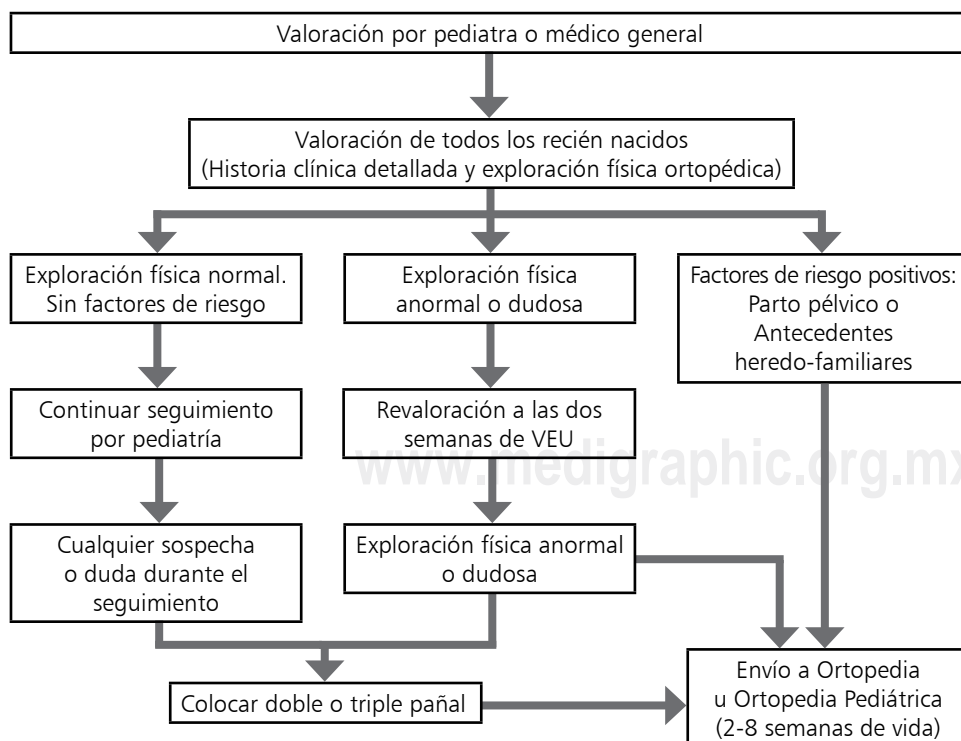 Valoración por pediatra o médico general
Valoración de todos los recién nacidos
(Historia clínica detallada y exploración física ortopédica)
Exploración física normal.
Sin factores de riesgo
Exploración física
anormal o dudosa
Factores de riesgo positivos:
Parto pélvico o
Antecedentes
heredo-familiares
Continuar seguimiento
por pediatría
Revaloración a las dos
semanas de VEU
www.medigraphic.org.mx
Cualquier sospecha
o duda durante el
seguimiento
Exploración física anormal
o dudosa
Colocar doble o triple pañal
Envío a Ortopedia
u Ortopedia Pediátrica
(2-8 semanas de vida)